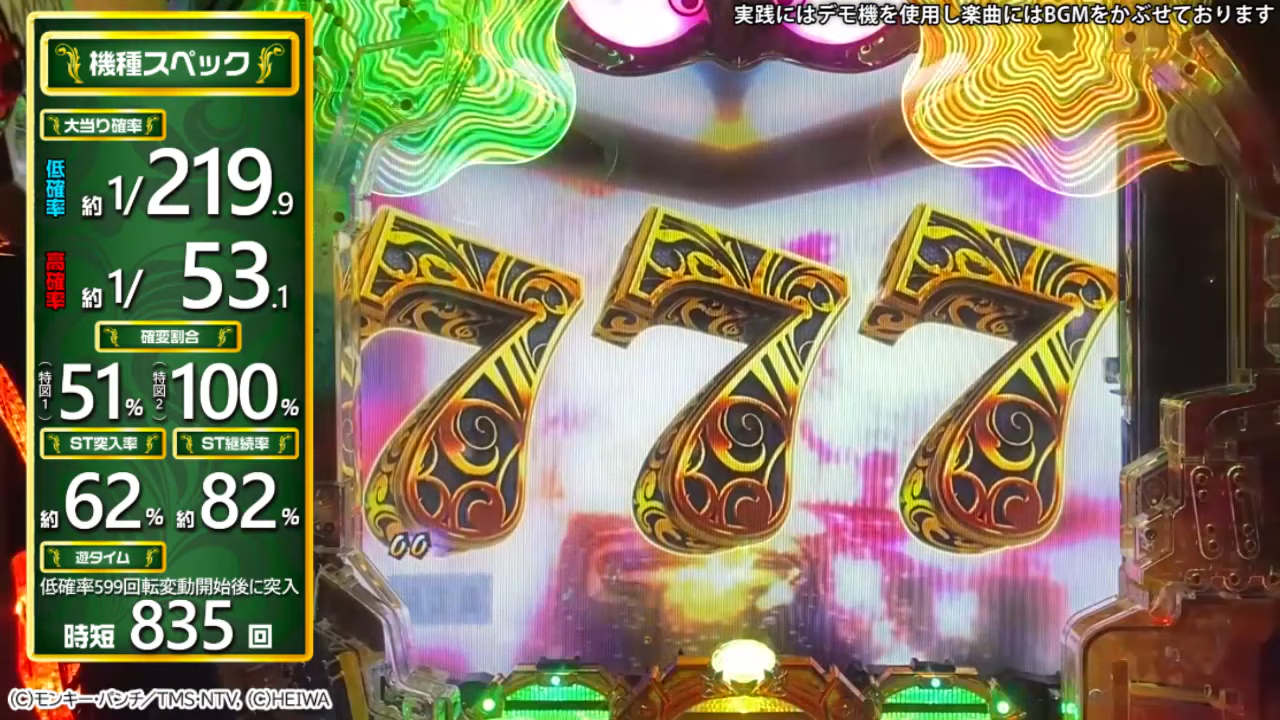 実践にはデモ機を使用し楽曲にはBGMをかぶせております
機種スペック
大当り確率
低確率 約1/219.9
高確率 約1/53.1
確変割合
(特図1)51% (特図2)100%
ST突入率 ST継続率
約62% 約82%
遊タイム
低確率599回転変動開始後に突入
時短835回
777
00
(C)モンキー・パンチ/TMS・NTV, (C)HEIWA